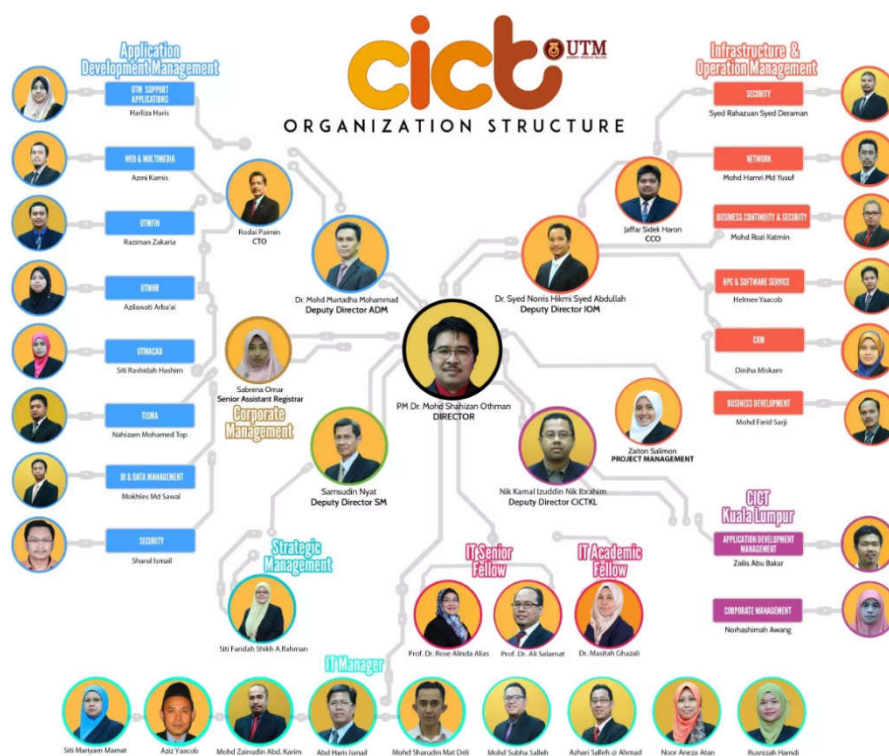 cict
UTM
ORGANIZATION STRUCTURE
Application
Development Management
UTM SUPPORT
APPLICATIONS
Harliza Haris
WEB & MULTIMEDIA
Azmi Kamis
UTMFIN
Raziman Zakaria
UTMHR
Azilawati Arba'ai
UTMACAD
Siti Rashidah Hashim
TISMA
Nahizam Mohamed Top
BI & DATA MANAGEMENT
Mokhles Md Sawal
SECURITY
Sharul Ismail
Roslai Paimin
CTO
Dr. Mohd Murtadha Mohammad
Deputy Director ADM
Sabrena Omar
Senior Assistant Registrar
Corporate
Management
PM Dr. Mohd Shahizan Othman
DIRECTOR
Samsudin Nyat
Deputy Director SM
Strategic
Management
Siti Faridah Shikh A.Rahman
Infrastructure &
Operation Management
SECURITY
Syed Rahazuan Syed Deraman
NETWORK
Mohd Hamri Md Yusuf
BUSINESS CONTINUITY & SECURITY
Mohd Rozi Katmin
HPC & SOFTWARE SERVICE
Helmee Yaacob
CRM
Diniha Miskam
BUSINESS DEVELOPMENT
Mohd Farid Sarji
Jaffar Sidek Haron
CCO
Dr. Syed Norris Hikmi Syed Abdullah
Deputy Director IOM
Zaiton Salimon
PROJECT MANAGEMENT
Nik Kamal Izuddin Nik Ibrahim
Deputy Director CICTKL
CICT
Kuala Lumpur
APPLICATION DEVELOPMENT
MANAGEMENT
Zailis Abu Bakar
CORPORATE MANAGEMENT
Norhashimah Awang
IT Senior
Fellow
Prof. Dr. Rose Alinda Alias
Prof. Dr. Ali Selamat
IT Academic
Fellow
Dr. Masitah Ghazali
IT Manager
Siti Mariyam Mamat
Aziz Yaacob
Mohd Zainudin Abd. Karim
Abd Haris Ismail
Mohd Sharudin Mat Deli
Mohd Subha Salleh
Azhari Salleh @ Ahmad
Noor Aneza Atan
Rusnizah Hamdi